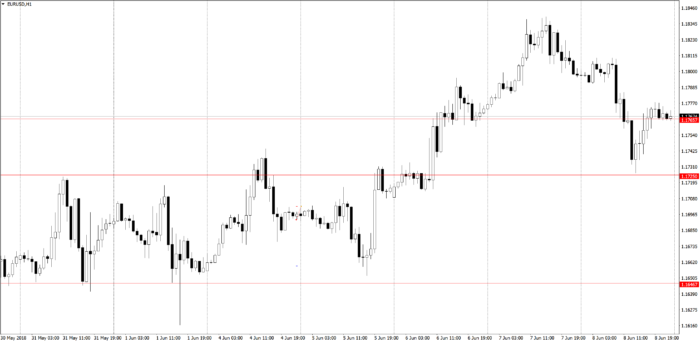 EURUSD,H1
1.18460
1.18345
1.18230
1.18115
1.18000
1.17885
1.17770
1.17657
1.17540
1.17425
1.17310
1.17250
1.17195
1.17080
1.16965
1.16850
1.16735
1.16620
1.16505
1.16467
1.16390
1.16275
1.16160
30 May 2018
31 May 03:00
31 May 11:00
31 May 19:00
1 Jun 03:00
1 Jun 11:00
1 Jun 19:00
4 Jun 03:00
4 Jun 11:00
4 Jun 19:00
5 Jun 03:00
5 Jun 11:00
5 Jun 19:00
6 Jun 03:00
6 Jun 11:00
6 Jun 19:00
7 Jun 03:00
7 Jun 11:00
7 Jun 19:00
8 Jun 03:00
8 Jun 11:00
8 Jun 19:00